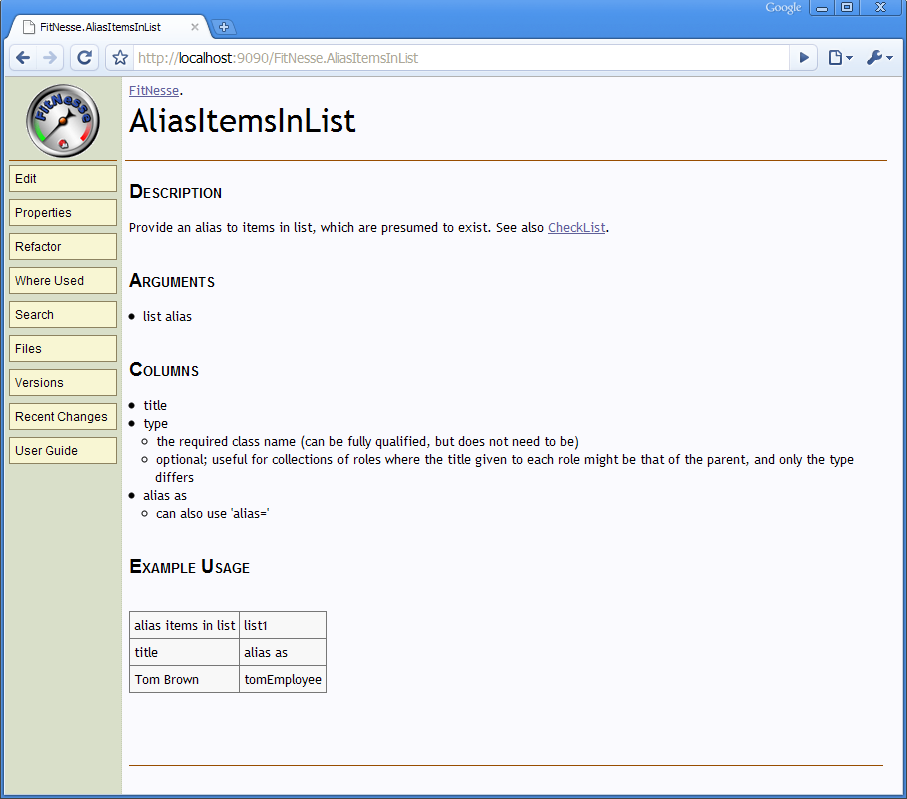 Google
FitNesse.AliasItemsInList
http://localhost:9090/FitNesse.AliasItemsInList
FitNesse
FitNesse.
AliasItemsInList
Edit
Properties
Refactor
Where Used
Search
Files
Versions
Recent Changes
User Guide
Description
Provide an alias to items in list, which are presumed to exist. See also CheckList.
Arguments
• list alias
Columns
• title
• type
○ the required class name (can be fully qualified, but does not need to be)
○ optional; useful for collections of roles where the title given to each role might be that of the parent, and only the type
differs
• alias as
○ can also use 'alias='
Example Usage
alias items in list list1
title alias as
Tom Brown tomEmployee